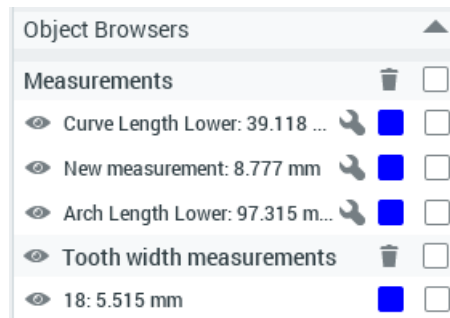 Object Browsers
Measurements
Curve Length Lower: 39.118 ...
New measurement: 8.777 mm
Arch Length Lower: 97.315 m...
Tooth width measurements
18: 5.515 mm